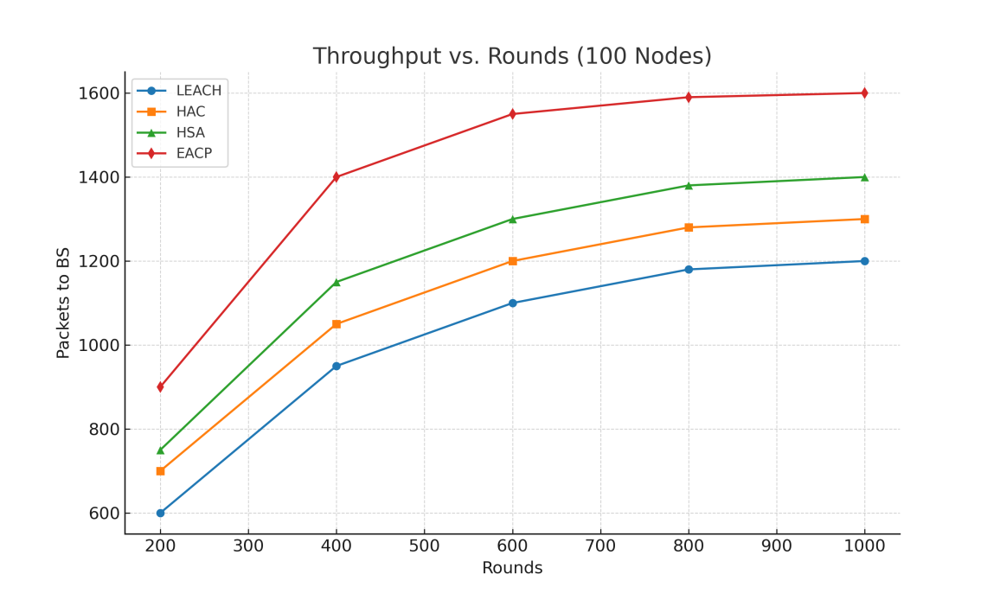 Throughput vs. Rounds (100 Nodes)
LEACH
HAC
HSA
EACP
Packets to BS
1600
1400
1200
1000
800
600
200 300 400 500 600 700 800 900 1000
Rounds